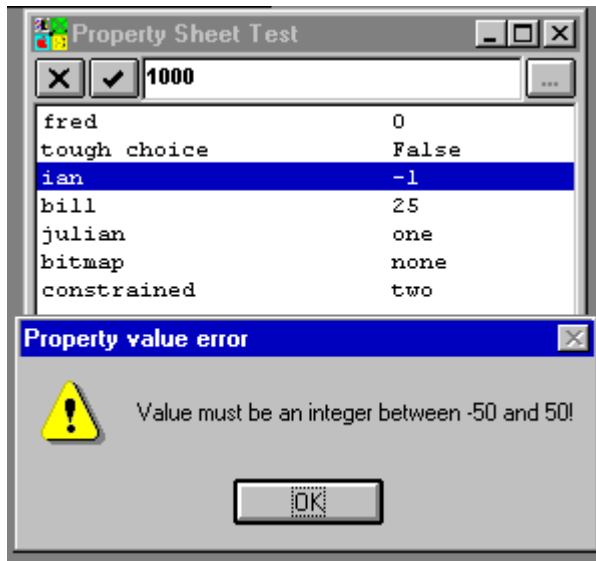 Property Sheet Test
1000
...
fred 0
tough choice False
ian -1
bill 25
julian one
bitmap none
constrained two
Property value error
Value must be an integer between -50 and 50!
OK